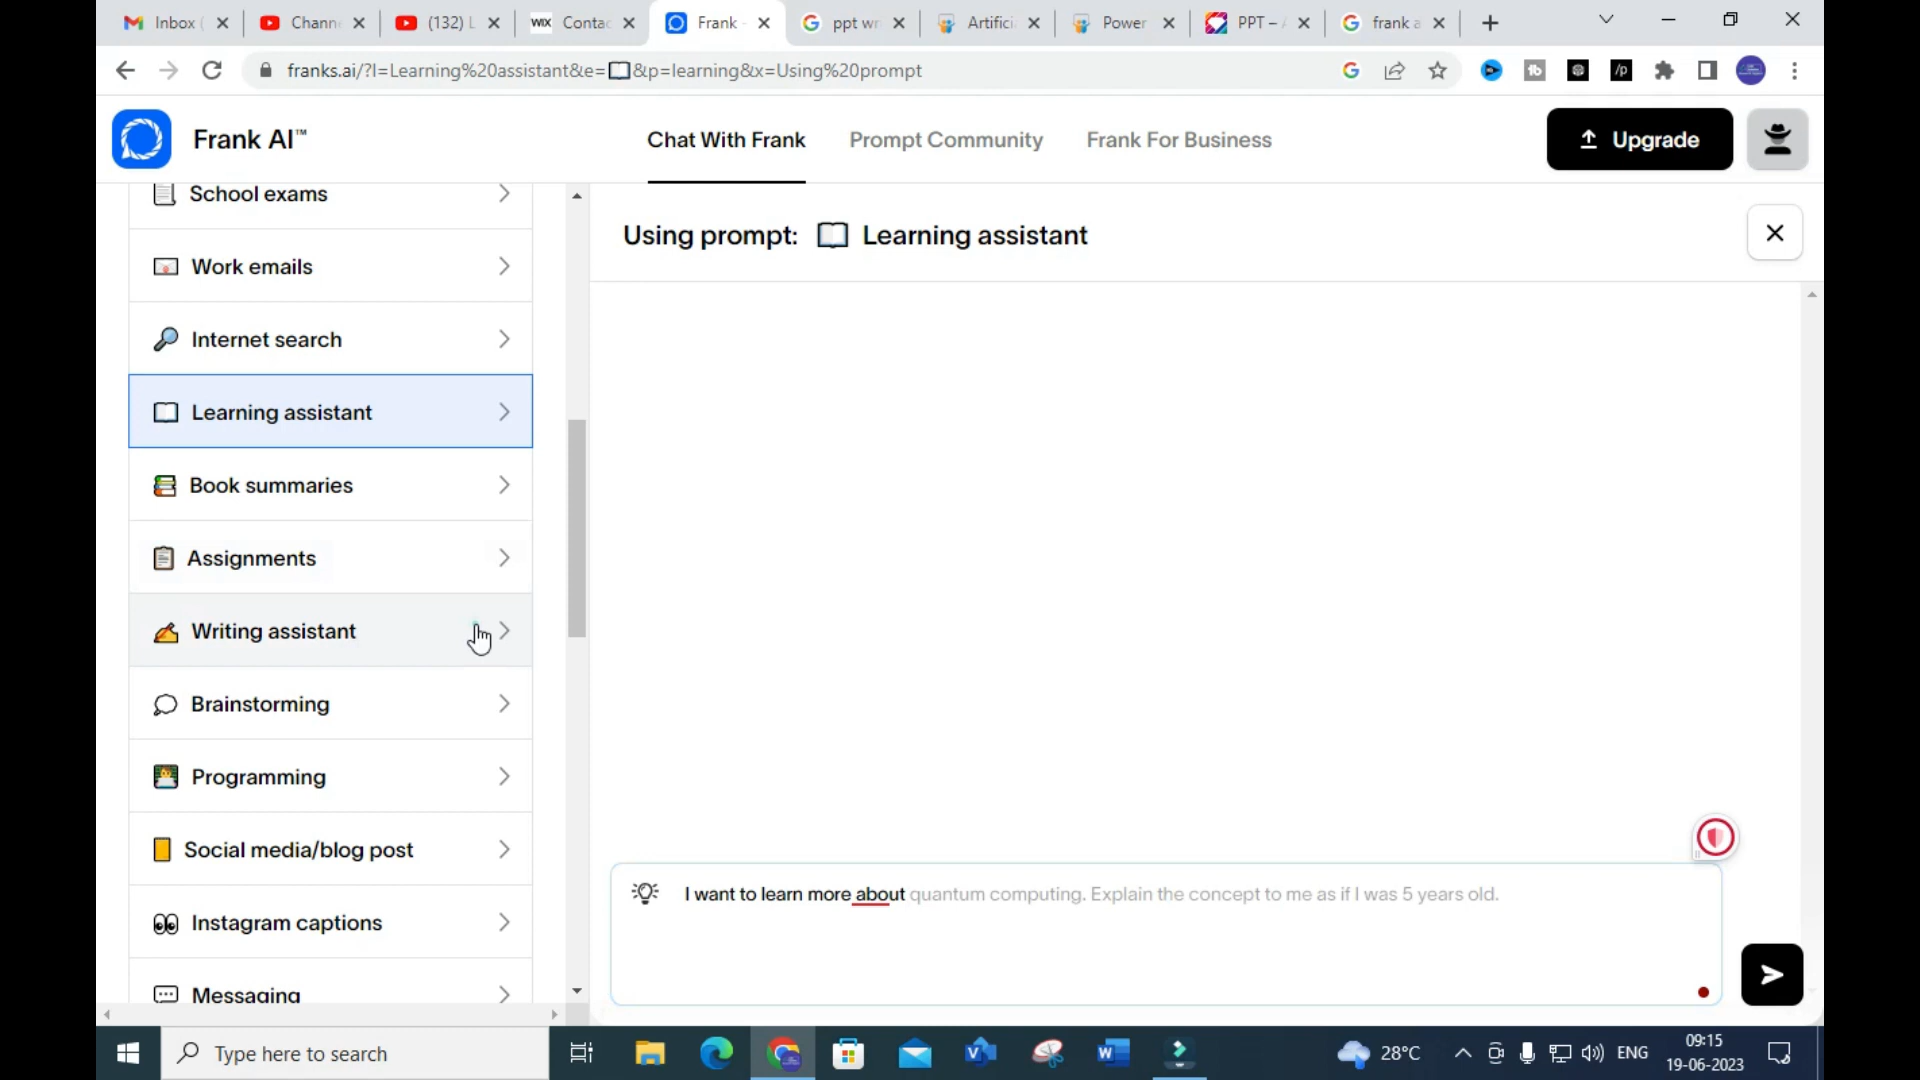 Inbox (
Chann
(132) L
WIX Contac
Frank -
ppt wr
Artifici
Power
PPT – A
frank a
franks.ai/?l=Learning%20assistant&e=📖&p=learning&x=Using%20prompt
Frank AI™
Chat With Frank
Prompt Community
Frank For Business
Upgrade
School exams
Work emails
Internet search
Learning assistant
Book summaries
Assignments
Writing assistant
Brainstorming
Programming
Social media/blog post
Instagram captions
Messaging
Using prompt: 📖 Learning assistant
I want to learn more about quantum computing. Explain the concept to me as if I was 5 years old.
Type here to search
28°C
ENG
09:15
19-06-2023